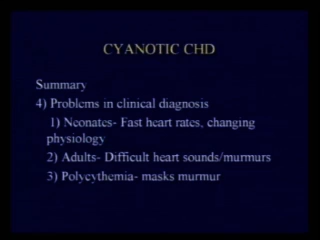 CYANOTIC CHD
Summary
4) Problems in clinical diagnosis
1) Neonates- Fast heart rates, changing
physiology
2) Adults- Difficult heart sounds/murmurs
3) Polycythemia- masks murmur